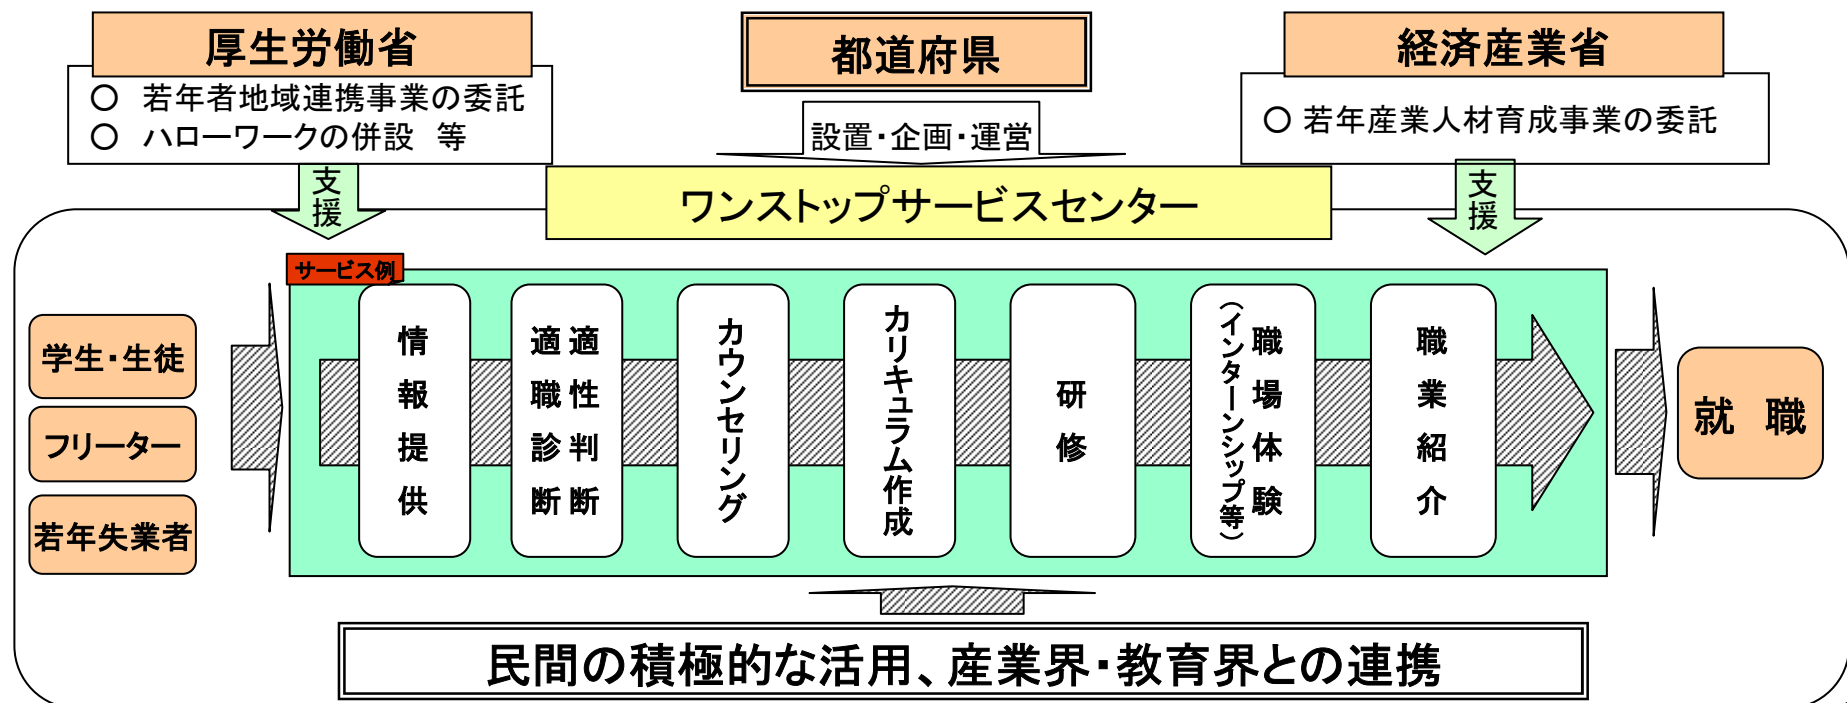 厚生労働省
○　若年者地域連携事業の委託
○　ハローワークの併設　等
都道府県
設置・企画・運営
経済産業省
○ 若年産業人材育成事業の委託
支援
支援
ワンストップサービスセンター
サービス例
学生・生徒
フリーター
若年失業者
情報提供
適性判断
適職診断
カウンセリング
カリキュラム作成
研修
職場体験
（インターンシップ等）
職業紹介
就　職
民間の積極的な活用、産業界・教育界との連携